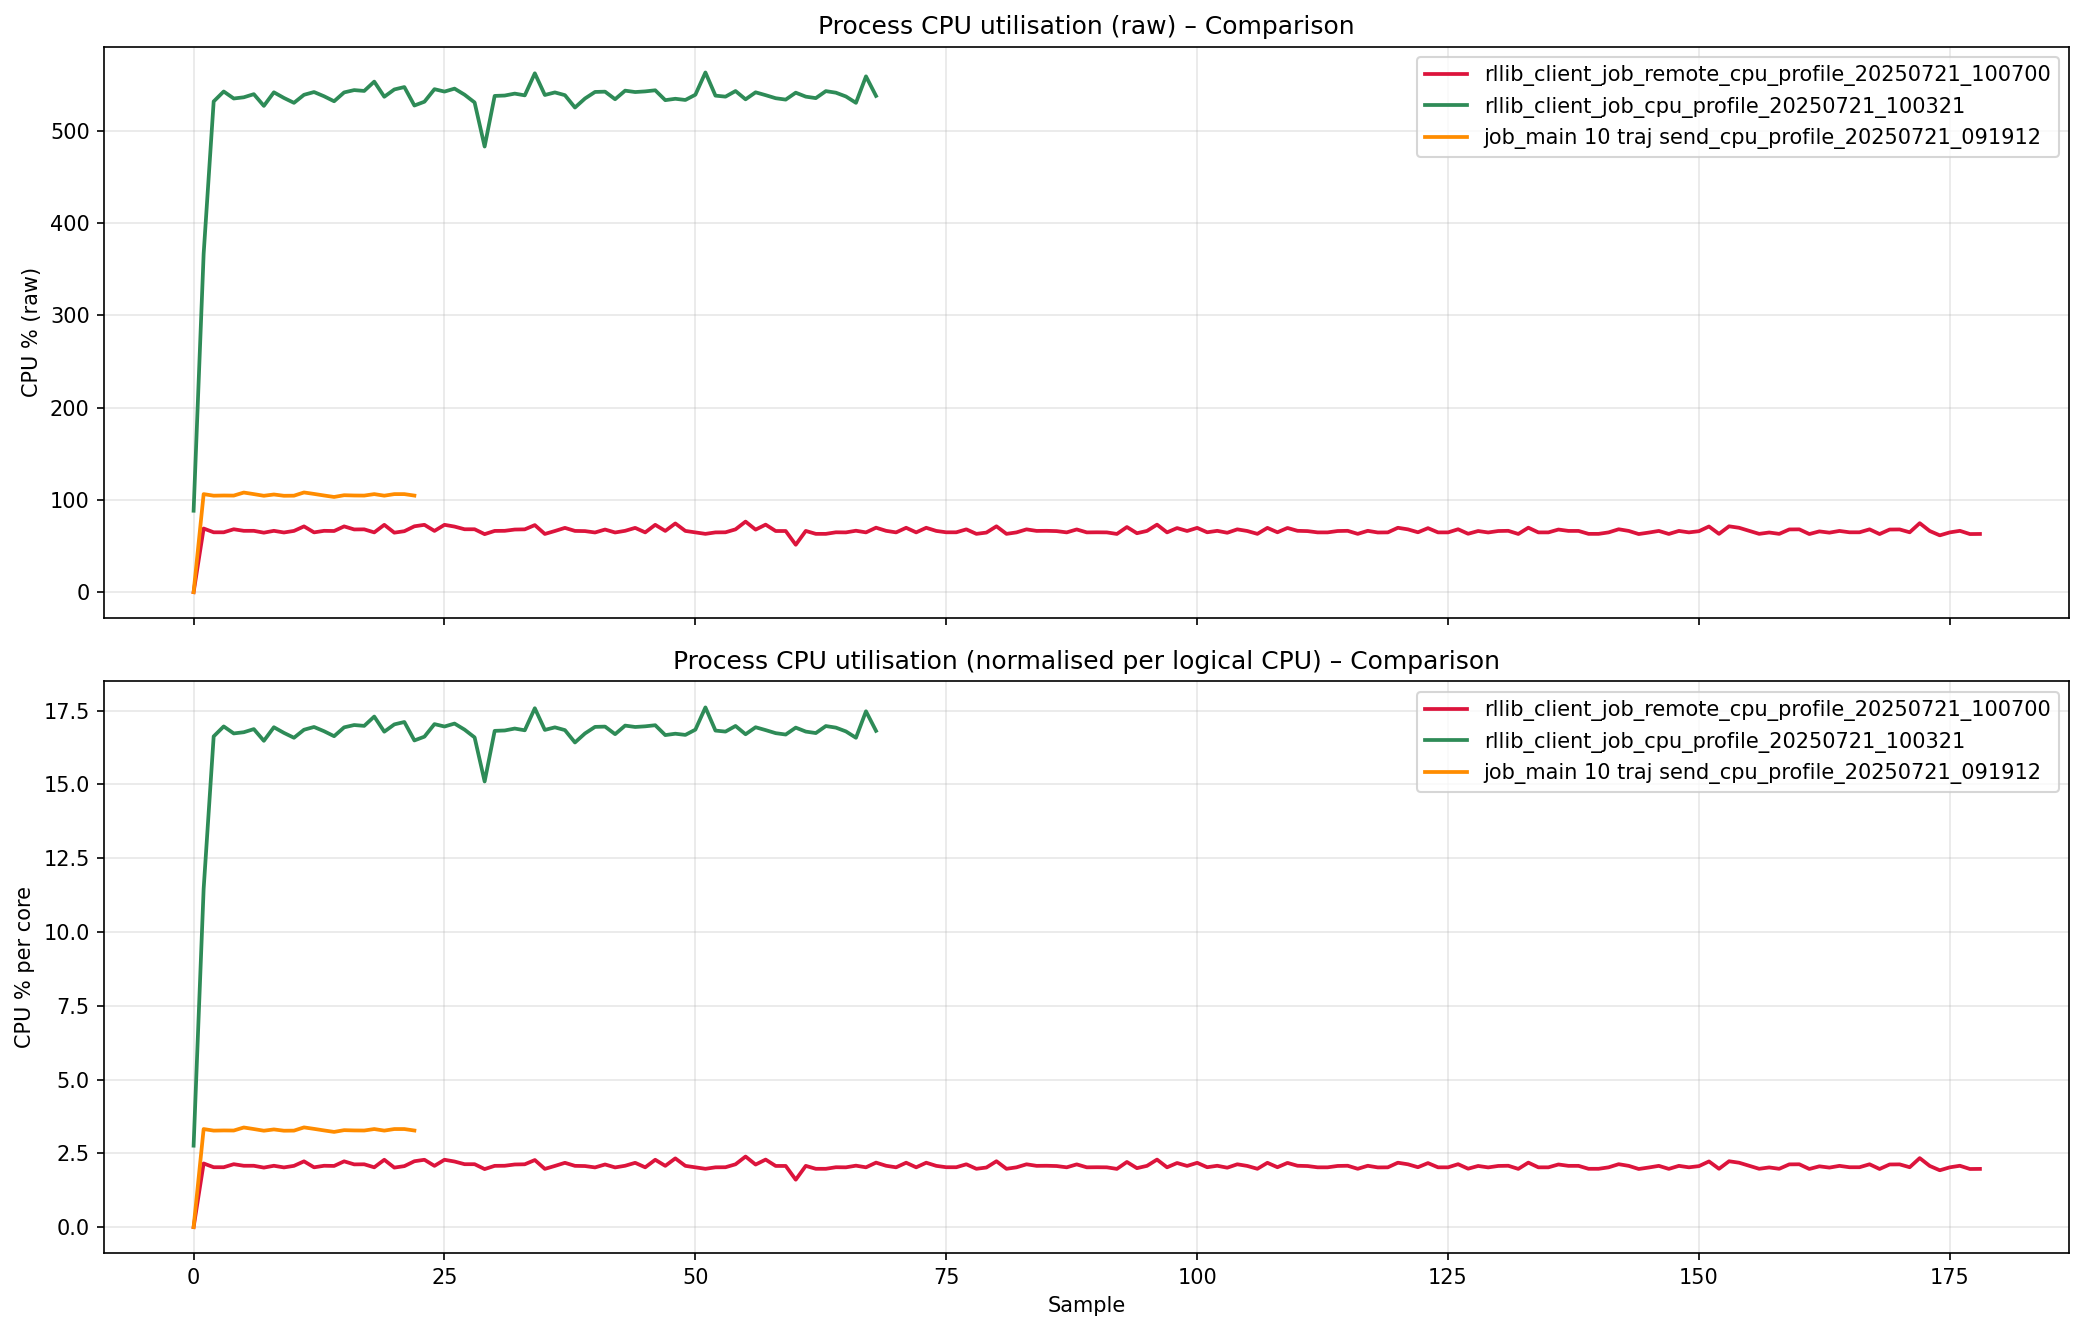 Process CPU utilisation (raw) – Comparison
rllib_client_job_remote_cpu_profile_20250721_100700
rllib_client_job_cpu_profile_20250721_100321
job_main 10 traj send_cpu_profile_20250721_091912
CPU % (raw)
500
400
300
200
100
0
Process CPU utilisation (normalised per logical CPU) – Comparison
rllib_client_job_remote_cpu_profile_20250721_100700
rllib_client_job_cpu_profile_20250721_100321
job_main 10 traj send_cpu_profile_20250721_091912
CPU % per core
17.5
15.0
12.5
10.0
7.5
5.0
2.5
0.0
0 25 50 75 100 125 150 175
Sample